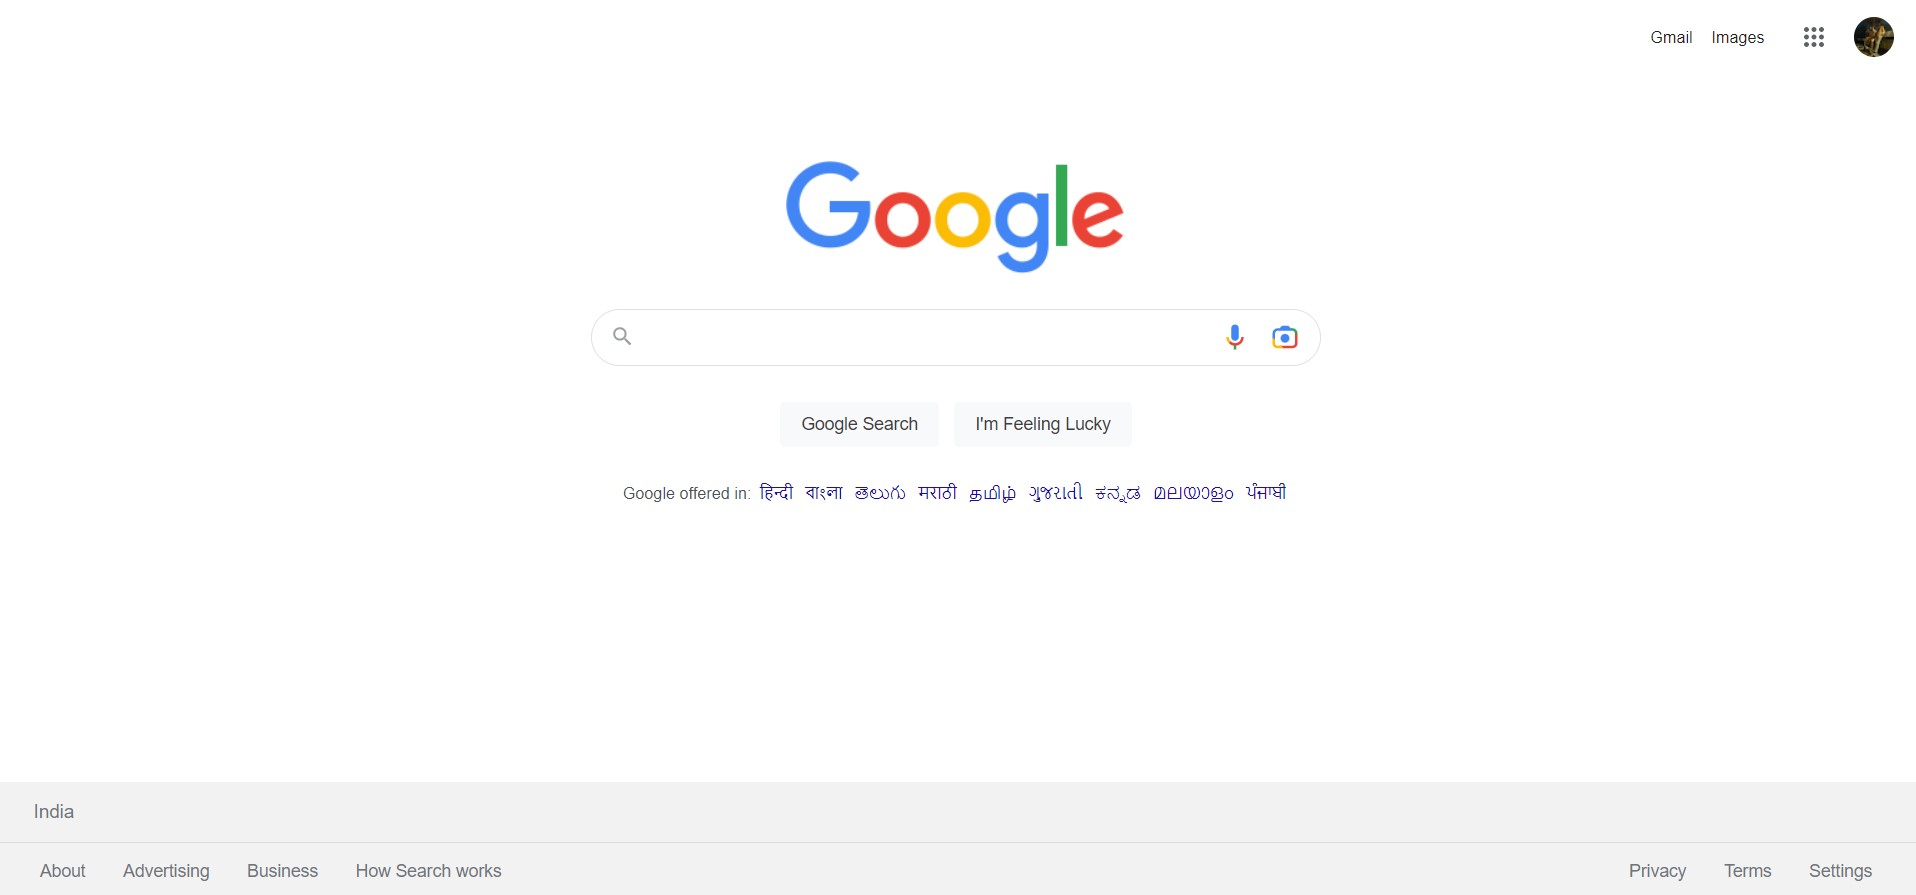 Gmail Images
Google
Google Search I'm Feeling Lucky
Google offered in: हिन्दी বাংলা తెలుగు मराठी தமிழ் ગુજરાતી ಕನ್ನಡ മലയാളം ਪੰਜਾਬੀ
India
About Advertising Business How Search works Privacy Terms Settings